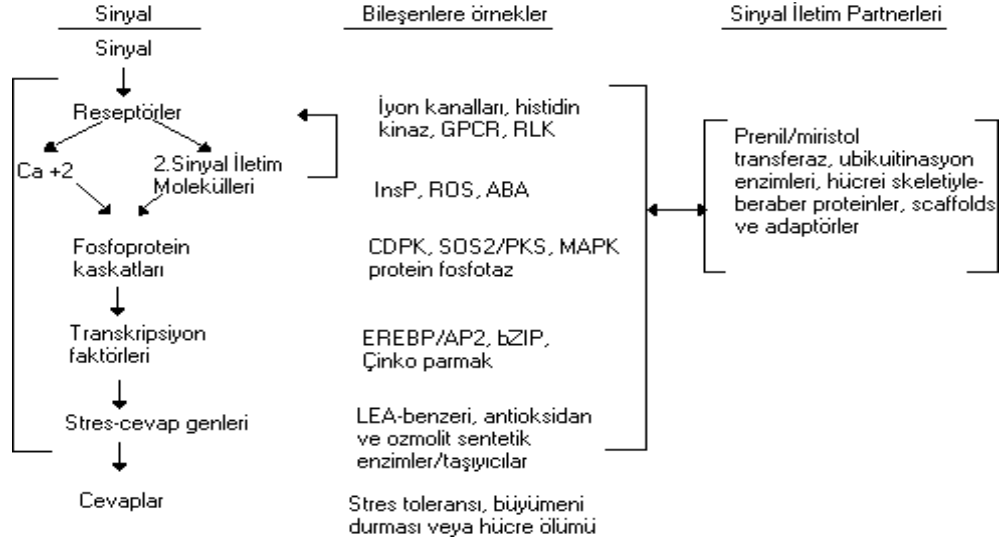 Sinyal
Bileşenlere örnekler
Sinyal İletim Partnerleri
Sinyal
Reseptörler
Ca +2
2.Sinyal İletim
Molekülleri
Fosfoprotein
kaskatları
Transkripsiyon
faktörleri
Stres-cevap genleri
Cevaplar
İyon kanalları, histidin
kinaz, GPCR, RLK
InsP, ROS, ABA
CDPK, SOS2/PKS, MAPK
protein fosfotaz
EREBP/AP2, bZIP,
Çinko parmak
LEA-benzeri, antioksidan
ve ozmolit sentetik
enzimler/taşıyıcılar
Stres toleransı, büyümeni
durması veya hücre ölümü
Prenil/miristol
transferaz, ubikuitinasyon
enzimleri, hücrei skeletiyle-
beraber proteinler, scaffolds
ve adaptörler